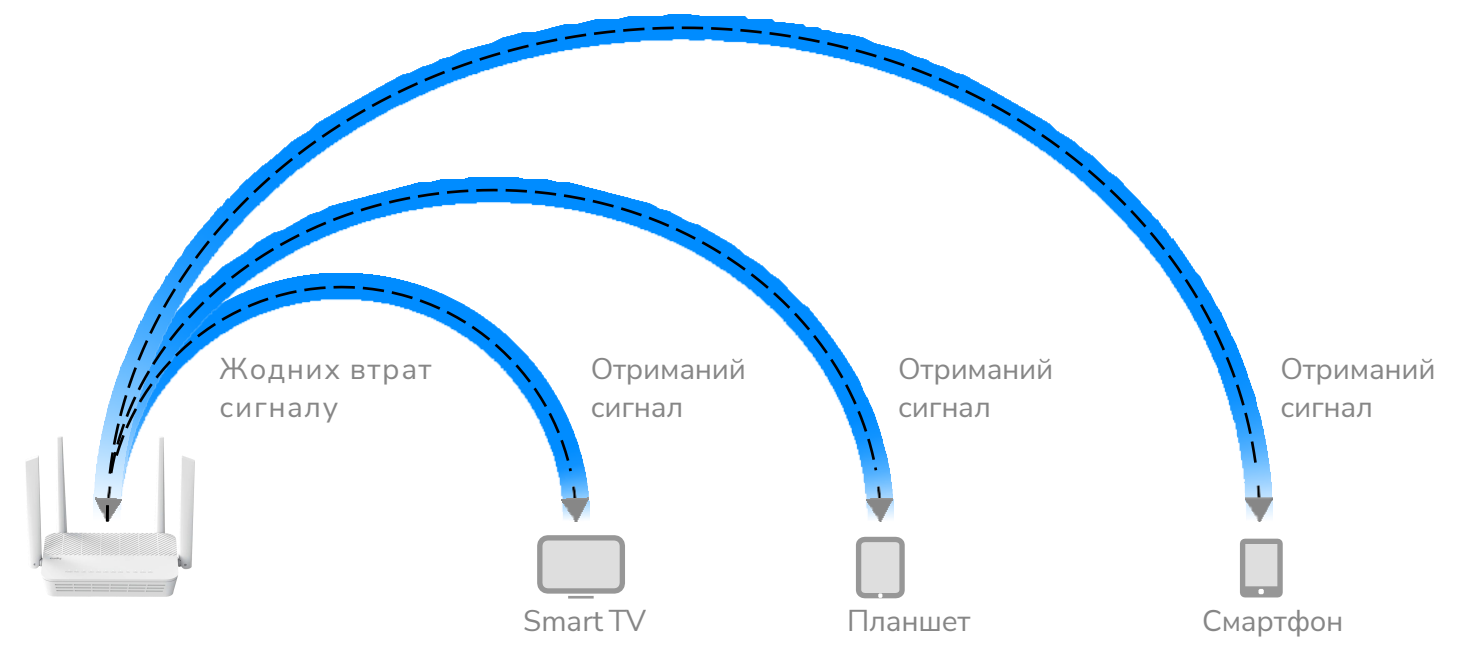 Жодних втрат
сигналу
Отриманий
сигнал
Отриманий
сигнал
Отриманий
сигнал
Smart TV
Планшет
Смартфон